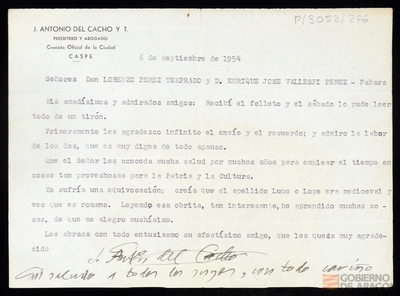 J. ANTONIO DEL CACHO Y T.
PRESBITERO Y ABOGADO
Cronista Oficial de la Ciudad
CASPE
P/3052/276
6 de septiembre de 1954
Señores Don LORENZO PEREZ TEMPRADO y D. ENRIQUE JOSE VALLESPI PEREZ - Fabara
Mis amadísimos y admirados amigos: Recibí el folleto y el sábado lo pude leer
todo de un tirón.
Primeramente les agradezco infinito el envío y el recuerdo; y admiro la labor
de los dos, que es muy digna de todo apauso.
Que el Señor les conceda mucha salud por muchos años para emplear el tiempo en
cosas tan provechosas para la Patria y la Cultura.
Yo sufría una equivocación; creía que el apellido Lupo o Lope era medioeval y
veo que es romano. Leyendo esa obrita, tan interesante, he aprendido muchas co-
sas, de que me alegro muchísimo.
Les abraza con todo entusiasmo su afectísimo amigo, que les queda muy agra-
decido
del Cacho
Mi saludo a todos los suyos, con todo cariño
GOBIERNO
DE ARAGON